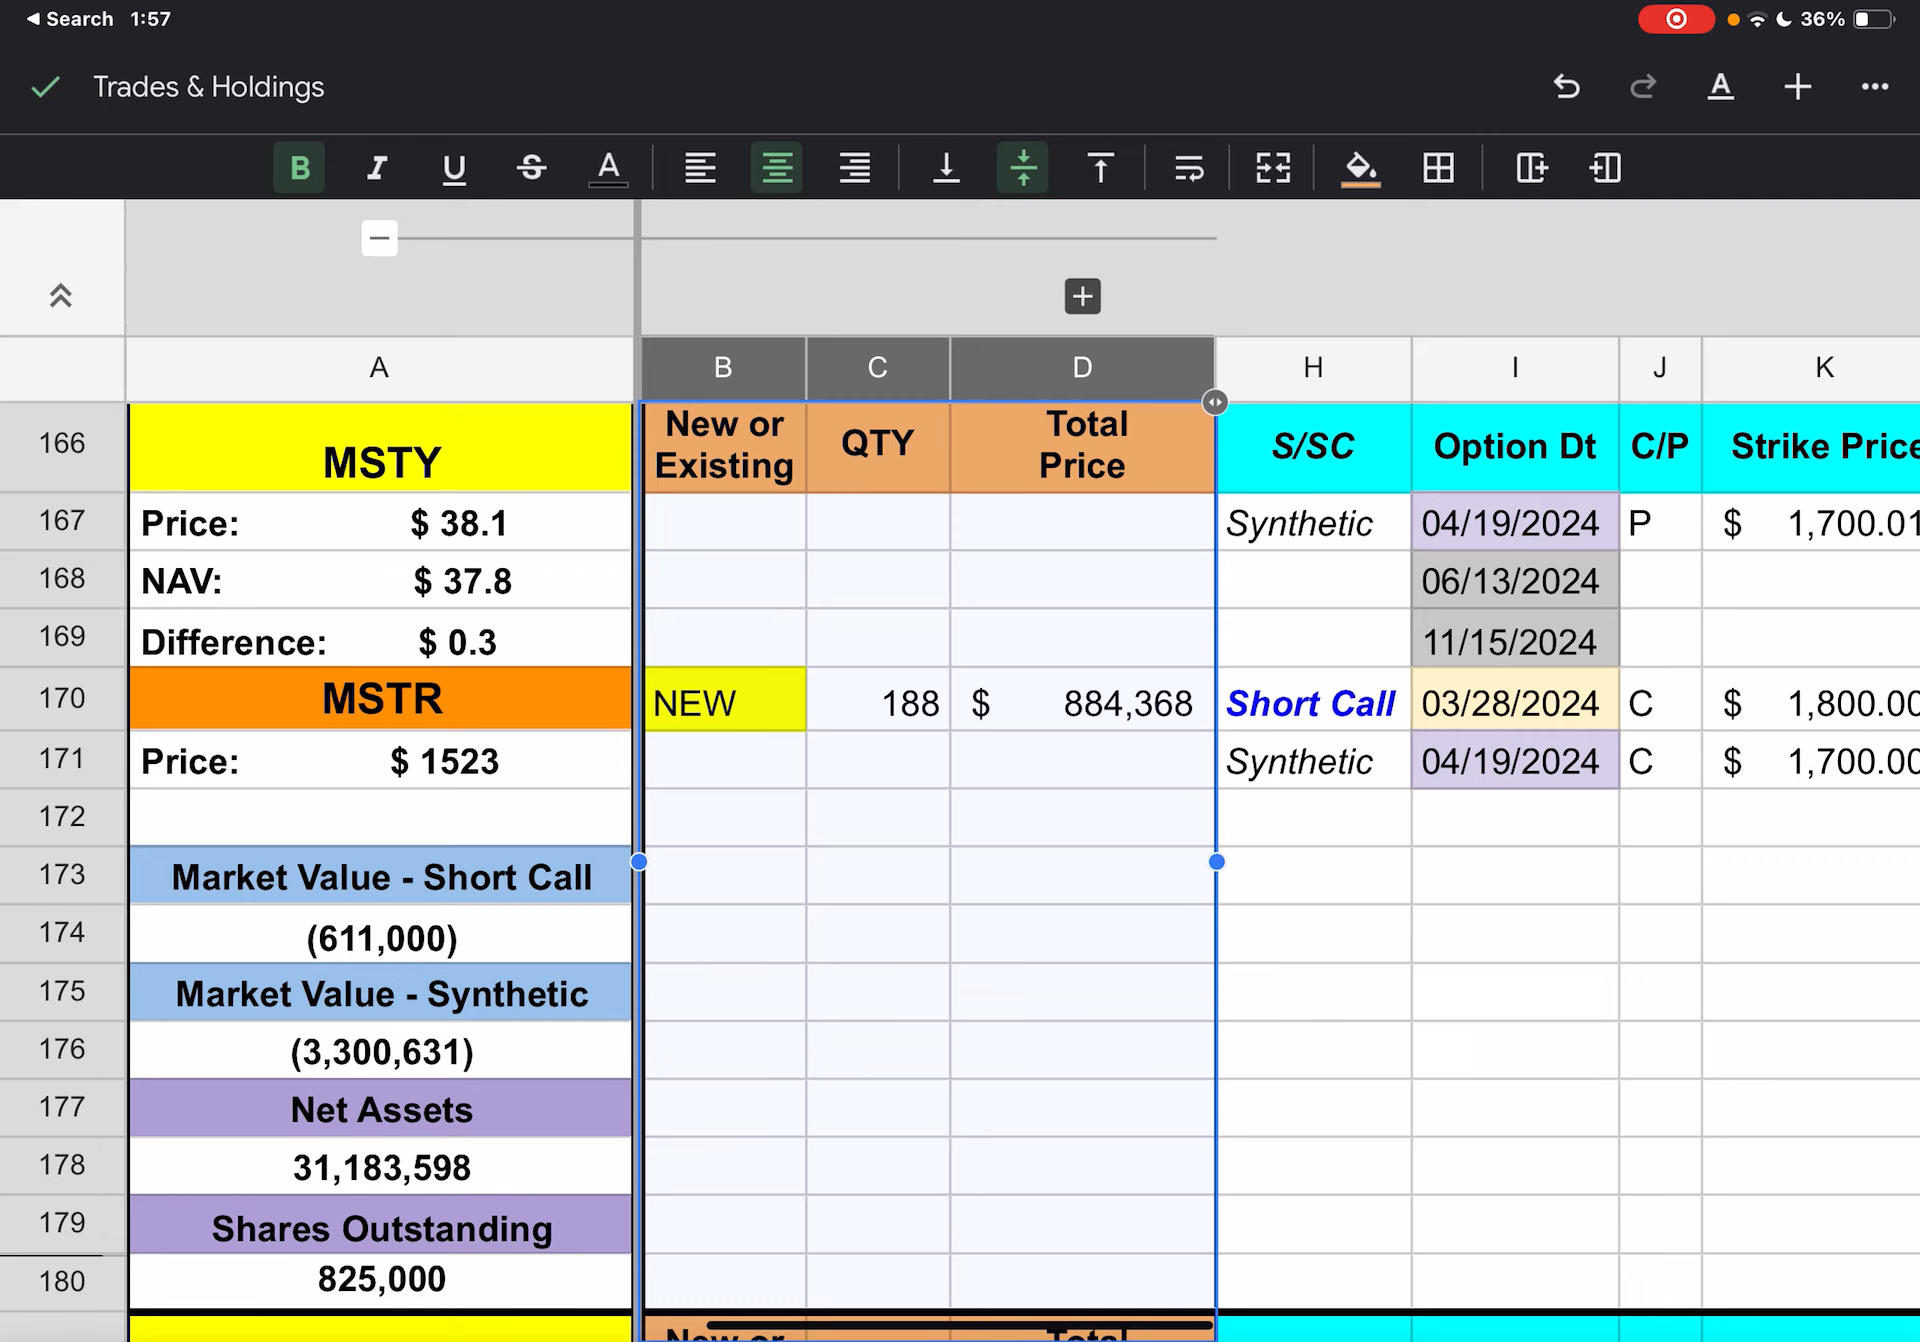 Search 1:57
36%
Trades & Holdings
B I U S A
A B C D H I J K
166 MSTY New or Existing QTY Total Price S/SC Option Dt C/P Strike Price
167 Price: $ 38.1 Synthetic 04/19/2024 P $ 1,700.01
168 NAV: $ 37.8 06/13/2024
169 Difference: $ 0.3 11/15/2024
170 MSTR NEW 188 $ 884,368 Short Call 03/28/2024 C $ 1,800.00
171 Price: $ 1523 Synthetic 04/19/2024 C $ 1,700.00
172
173 Market Value - Short Call
174 (611,000)
175 Market Value - Synthetic
176 (3,300,631)
177 Net Assets
178 31,183,598
179 Shares Outstanding
180 825,000
New or Total